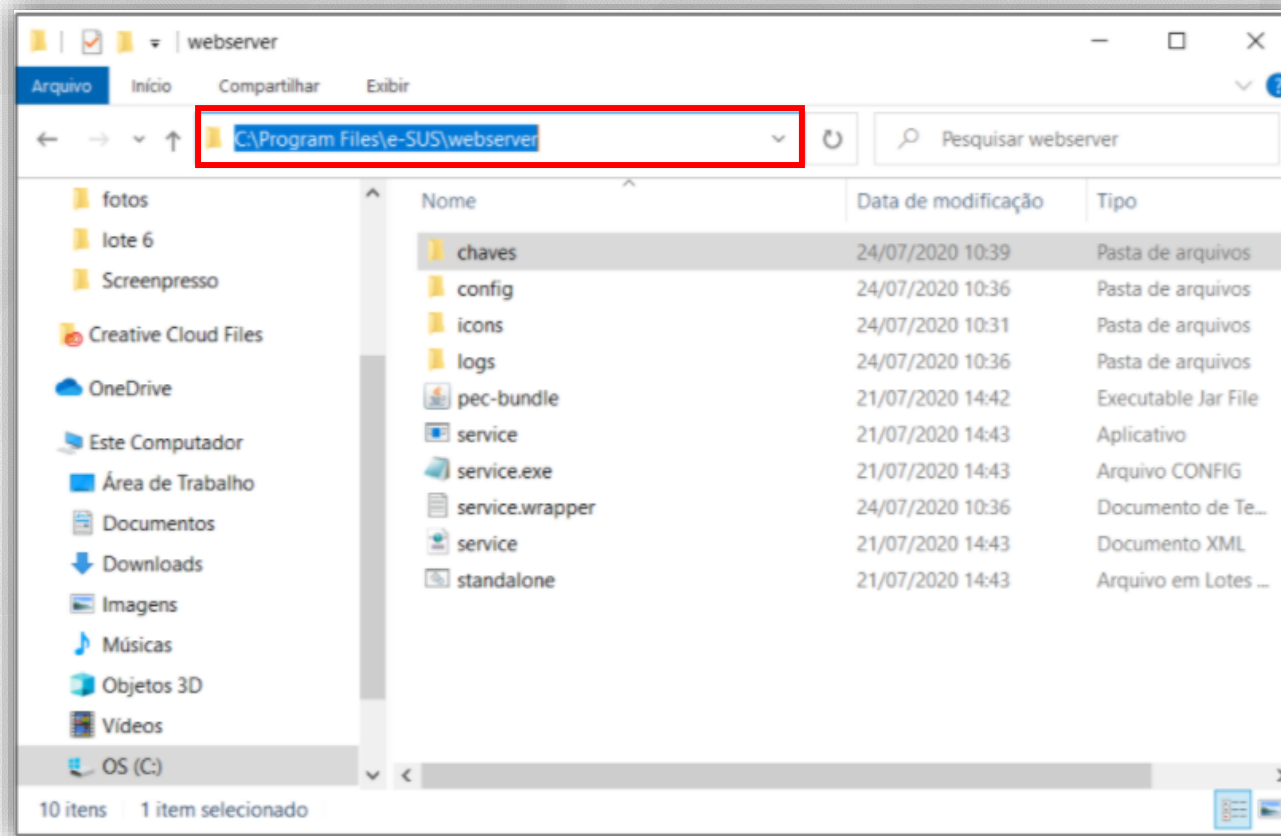 webserver
Arquivo Início Compartilhar Exibir ?
C:\Program Files\e-SUS\webserver Pesquisar webserver
fotos
lote 6
Screenpresso
Creative Cloud Files
OneDrive
Este Computador
Área de Trabalho
Documentos
Downloads
Imagens
Músicas
Objetos 3D
Vídeos
OS (C:)
Nome Data de modificação Tipo
chaves 24/07/2020 10:39 Pasta de arquivos
config 24/07/2020 10:36 Pasta de arquivos
icons 24/07/2020 10:31 Pasta de arquivos
logs 24/07/2020 10:36 Pasta de arquivos
pec-bundle 21/07/2020 14:42 Executable Jar File
service 21/07/2020 14:43 Aplicativo
service.exe 21/07/2020 14:43 Arquivo CONFIG
service.wrapper 24/07/2020 10:36 Documento de Te...
service 21/07/2020 14:43 Documento XML
standalone 21/07/2020 14:43 Arquivo em Lotes ...
10 itens 1 item selecionado